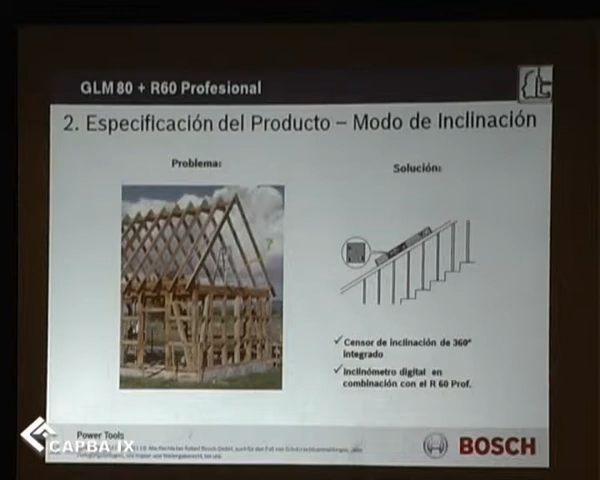 GLM 80 + R60 Profesional
2. Especificación del Producto – Modo de Inclinación
Problema:
Solución:
✓ Censor de inclinación de 360° integrado
✓ Inclinómetro digital en combinación con el R 60 Prof.
Power Tools
CAPBA IX
BOSCH